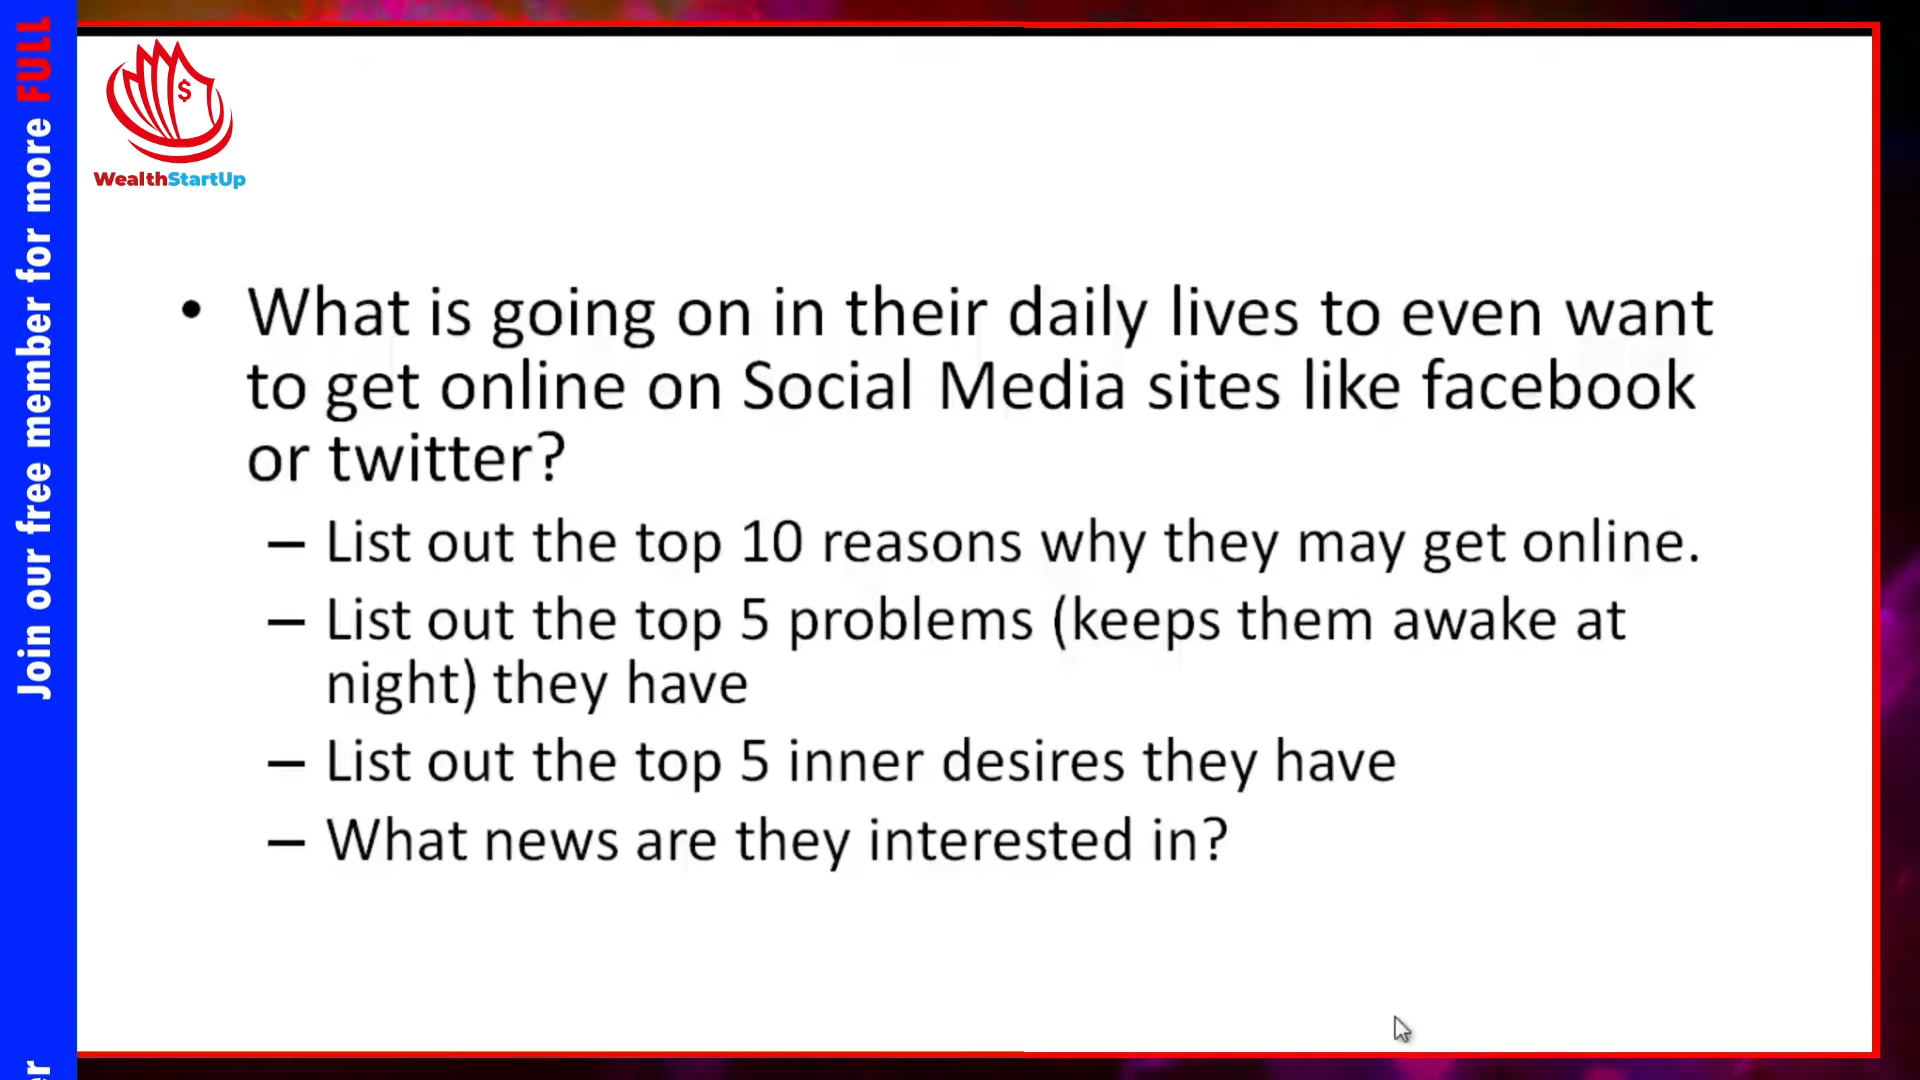 Join our free member for more FULL
er
$
WealthStartUp
• What is going on in their daily lives to even want
to get online on Social Media sites like facebook
or twitter?
– List out the top 10 reasons why they may get online.
– List out the top 5 problems (keeps them awake at
night) they have
– List out the top 5 inner desires they have
– What news are they interested in?